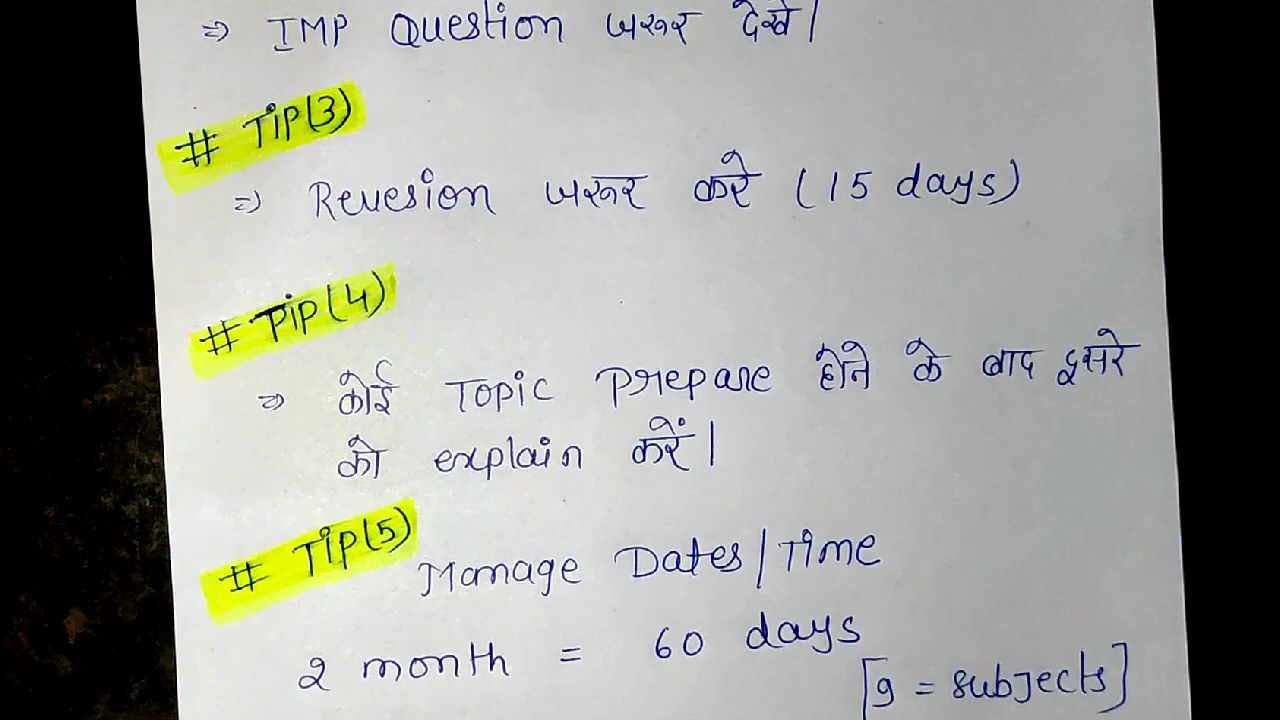 ⇒ IMP Question जरूर देखे।
# TiP(3)
⇒ Revesion जरूर करे (15 days)
# PiP(4)
⇒ कोई Topic prepare होने के बाद दूसरे
को explain करें।
# TiP(5)
Manage Dates/Time
2 month = 60 days
[9 = subjects]